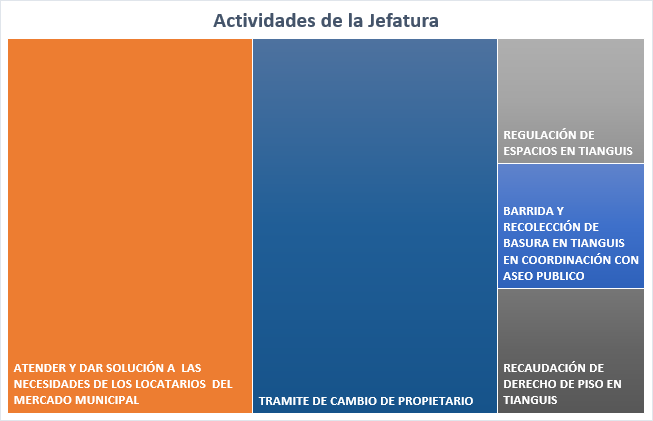 Actividades de la Jefatura
ATENDER Y DAR SOLUCIÓN A  LAS
NECESIDADES DE LOS LOCATARIOS  DEL
MERCADO MUNICIPAL
TRAMITE DE CAMBIO DE PROPIETARIO
REGULACIÓN DE
ESPACIOS EN TIANGUIS
BARRIDA Y
RECOLECCIÓN DE
BASURA EN TIANGUIS
EN COORDINACIÓN CON
ASEO PUBLICO
RECAUDACIÓN DE
DERECHO DE PISO EN
TIANGUIS